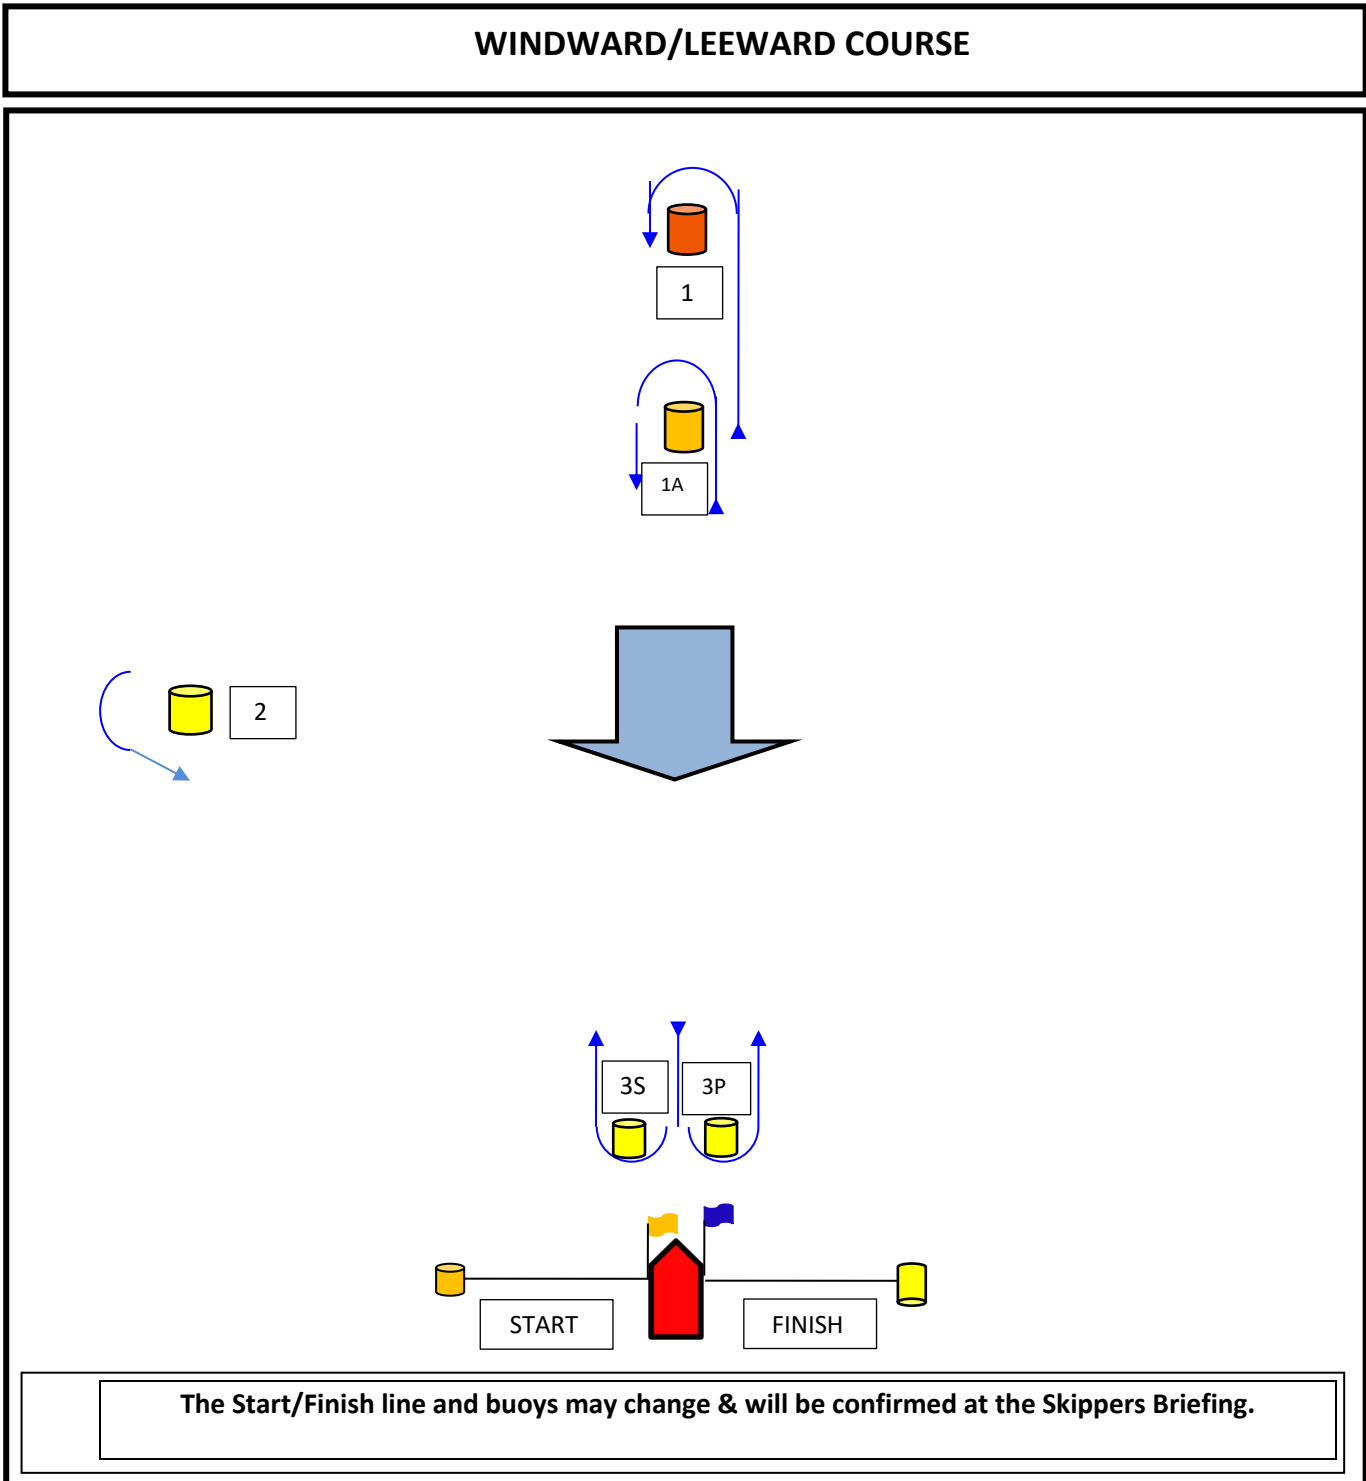 WINDWARD/LEEWARD COURSE
1
1A
2
3S
3P
START
FINISH
The Start/Finish line and buoys may change & will be confirmed at the Skippers Briefing.